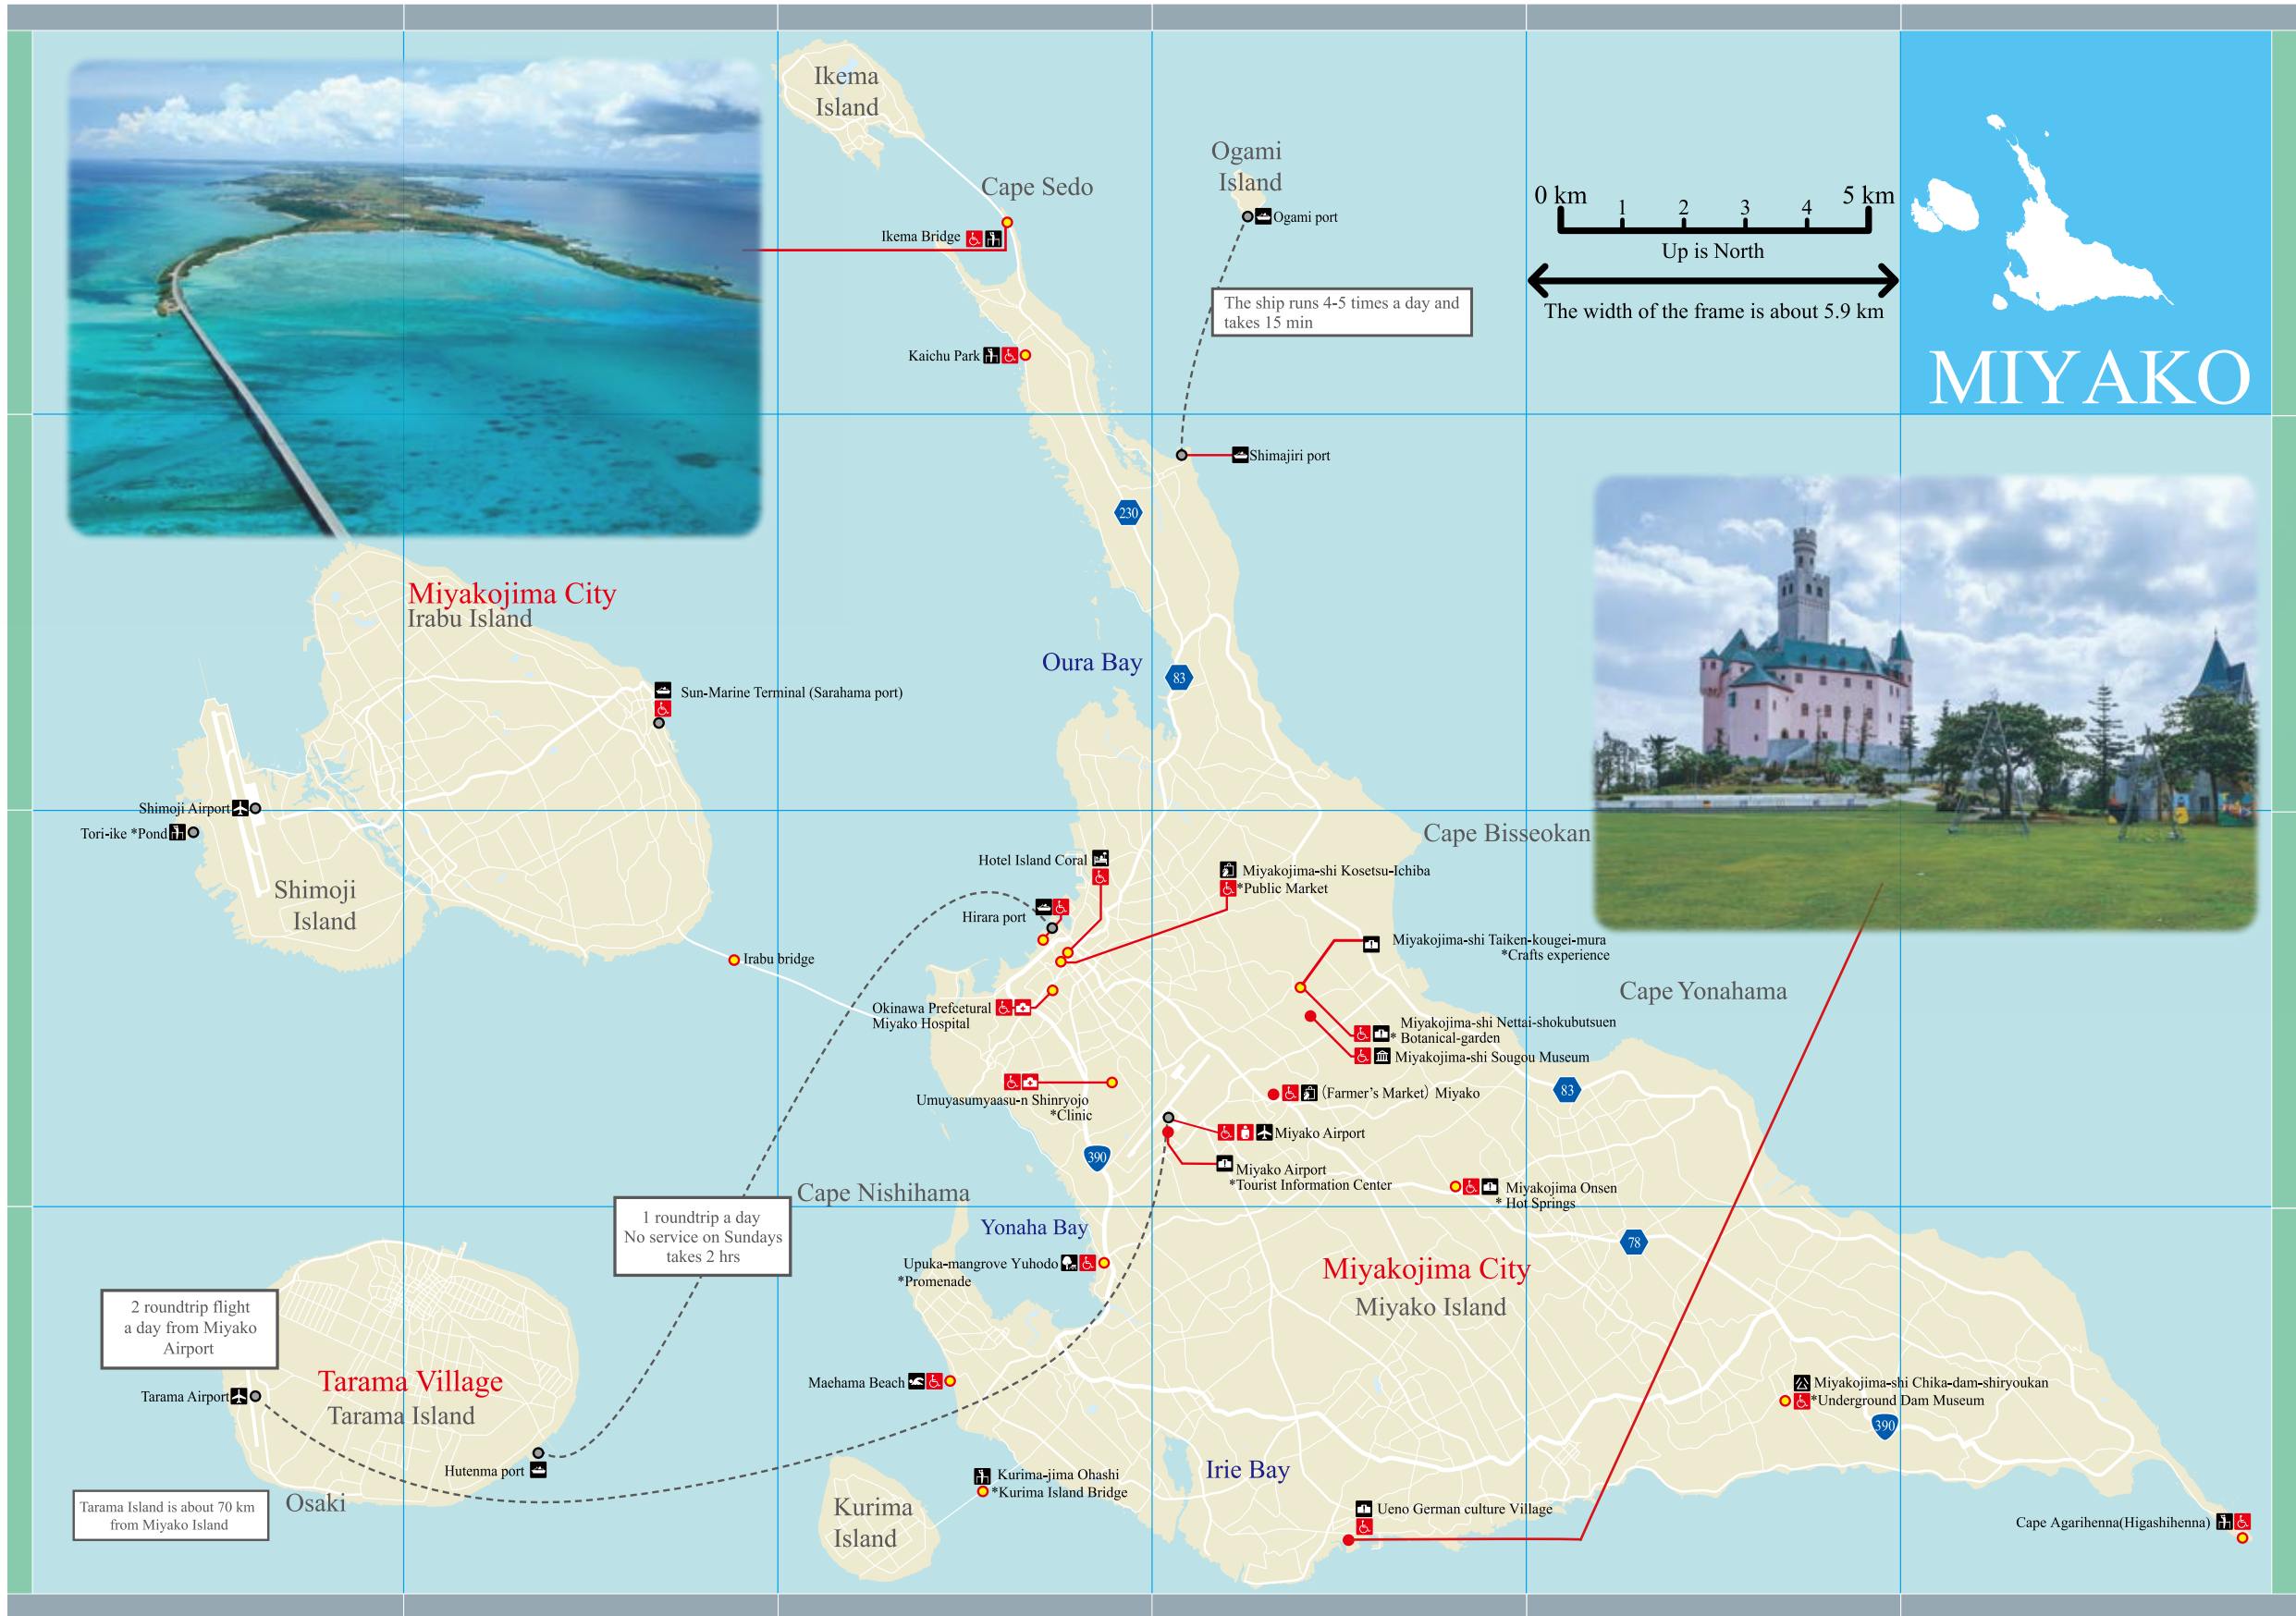 Ikema
Island
Ogami
Island
Cape Sedo
Ogami port
Ikema Bridge
0 km
1
2
3
4
5 km
Up is North
The width of the frame is about 5.9 km
MIYAKO
The ship runs 4-5 times a day and
takes 15 min
Kaichu Park
Shimajiri port
230
Miyakojima City
Irabu Island
Oura Bay
83
Sun-Marine Terminal (Sarahama port)
Shimoji Airport
Tori-ike *Pond
Shimoji
Island
Cape Bisseokan
Hotel Island Coral
Miyakojima-shi Kosetsu-Ichiba
*Public Market
Hirara port
Irabu bridge
Miyakojima-shi Taiken-kougei-mura
*Crafts experience
Cape Yonahama
Okinawa Prefcetural
Miyako Hospital
Miyakojima-shi Nettai-shokubutsuen
* Botanical-garden
Miyakojima-shi Sougou Museum
Umuyasumyaasu-n Shinryojo
*Clinic
(Farmer's Market) Miyako
83
Miyako Airport
390
Miyako Airport
*Tourist Information Center
Cape Nishihama
Miyakojima Onsen
* Hot Springs
1 roundtrip a day
No service on Sundays
takes 2 hrs
Yonaha Bay
78
Upuka-mangrove Yuhodo
*Promenade
Miyakojima City
Miyako Island
2 roundtrip flight
a day from Miyako
Airport
Tarama Village
Tarama Island
Tarama Airport
Maehama Beach
Miyakojima-shi Chika-dam-shiryoukan
*Underground Dam Museum
390
Hutenma port
Irie Bay
Kurima-jima Ohashi
*Kurima Island Bridge
Osaki
Tarama Island is about 70 km
from Miyako Island
Kurima
Island
Ueno German culture Village
Cape Agarihenna(Higashihenna)